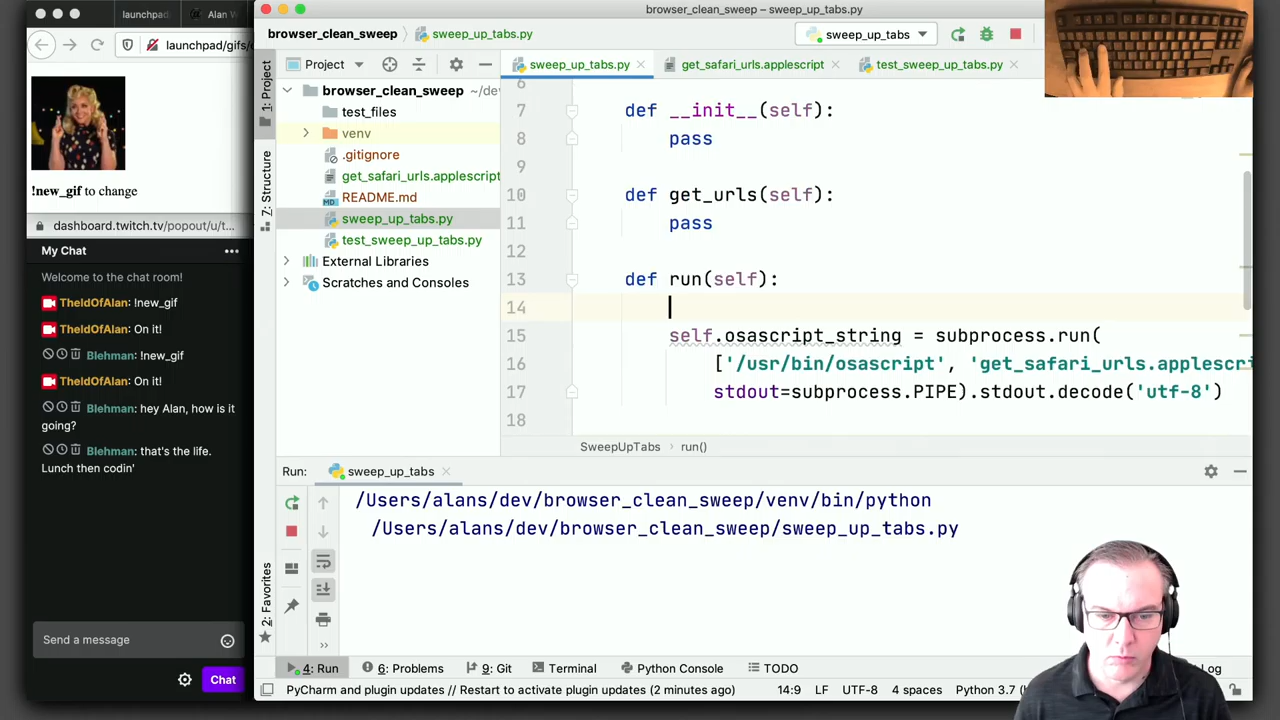 launchpad
Alan W
browser_clean_sweep – sweep_up_tabs.py
launchpad/gifs/
browser_clean_sweep
sweep_up_tabs.py
sweep_up_tabs
Project
sweep_up_tabs.py
get_safari_urls.applescript
test_sweep_up_tabs.py
1: Project
7: Structure
2: Favorites
browser_clean_sweep ~/de
test_files
venv
.gitignore
get_safari_urls.applescript
README.md
sweep_up_tabs.py
test_sweep_up_tabs.py
External Libraries
Scratches and Consoles
6
7 def __init__(self):
8 pass
9
10 def get_urls(self):
11 pass
12
13 def run(self):
14
15 self.osascript_string = subprocess.run(
16 ['/usr/bin/osascript', 'get_safari_urls.applescri
17 stdout=subprocess.PIPE).stdout.decode('utf-8')
18
SweepUpTabs run()
!new_gif to change
dashboard.twitch.tv/popout/u/t...
My Chat
Welcome to the chat room!
TheIdOfAlan: !new_gif
TheIdOfAlan: On it!
Blehman: !new_gif
TheIdOfAlan: On it!
Blehman: hey Alan, how is it
going?
Blehman: that's the life.
Lunch then codin'
Send a message
Chat
Run: sweep_up_tabs
/Users/alans/dev/browser_clean_sweep/venv/bin/python
/Users/alans/dev/browser_clean_sweep/sweep_up_tabs.py
4: Run
6: Problems
9: Git
Terminal
Python Console
TODO
Log
PyCharm and plugin updates // Restart to activate plugin updates (2 minutes ago)
14:9 LF UTF-8 4 spaces Python 3.7